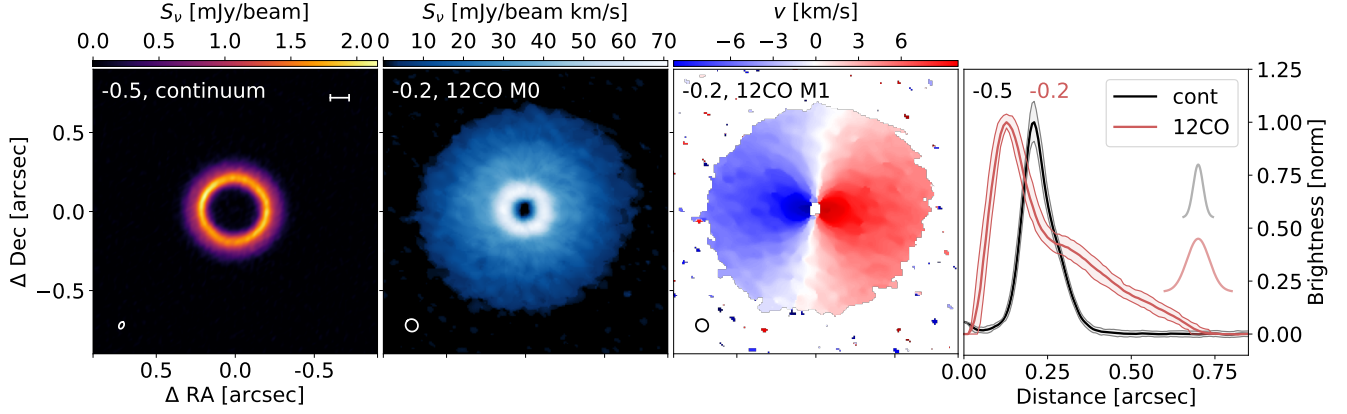 S_ν [mJy/beam]
0.0 0.5 1.0 1.5 2.0
S_ν [mJy/beam km/s]
0 10 20 30 40 50 60 70
v [km/s]
−6 −3 0 3 6
-0.5, continuum
-0.2, 12CO M0
-0.2, 12CO M1
-0.5 -0.2
cont
12CO
Δ Dec [arcsec]
0.5
0.0
−0.5
0.5 0.0 -0.5
Δ RA [arcsec]
0.00 0.25 0.50 0.75
Distance [arcsec]
1.25
1.00
0.75
0.50
0.25
0.00
Brightness [norm]